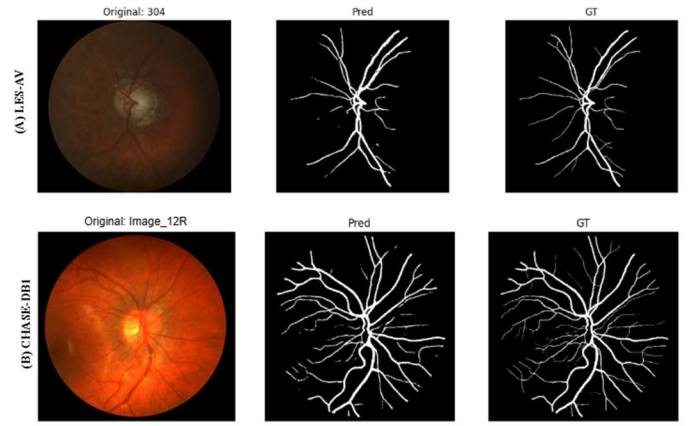 Original: 304
Pred
GT
(A) LES-AV
Original: Image_12R
Pred
GT
(B) CHASE-DB1